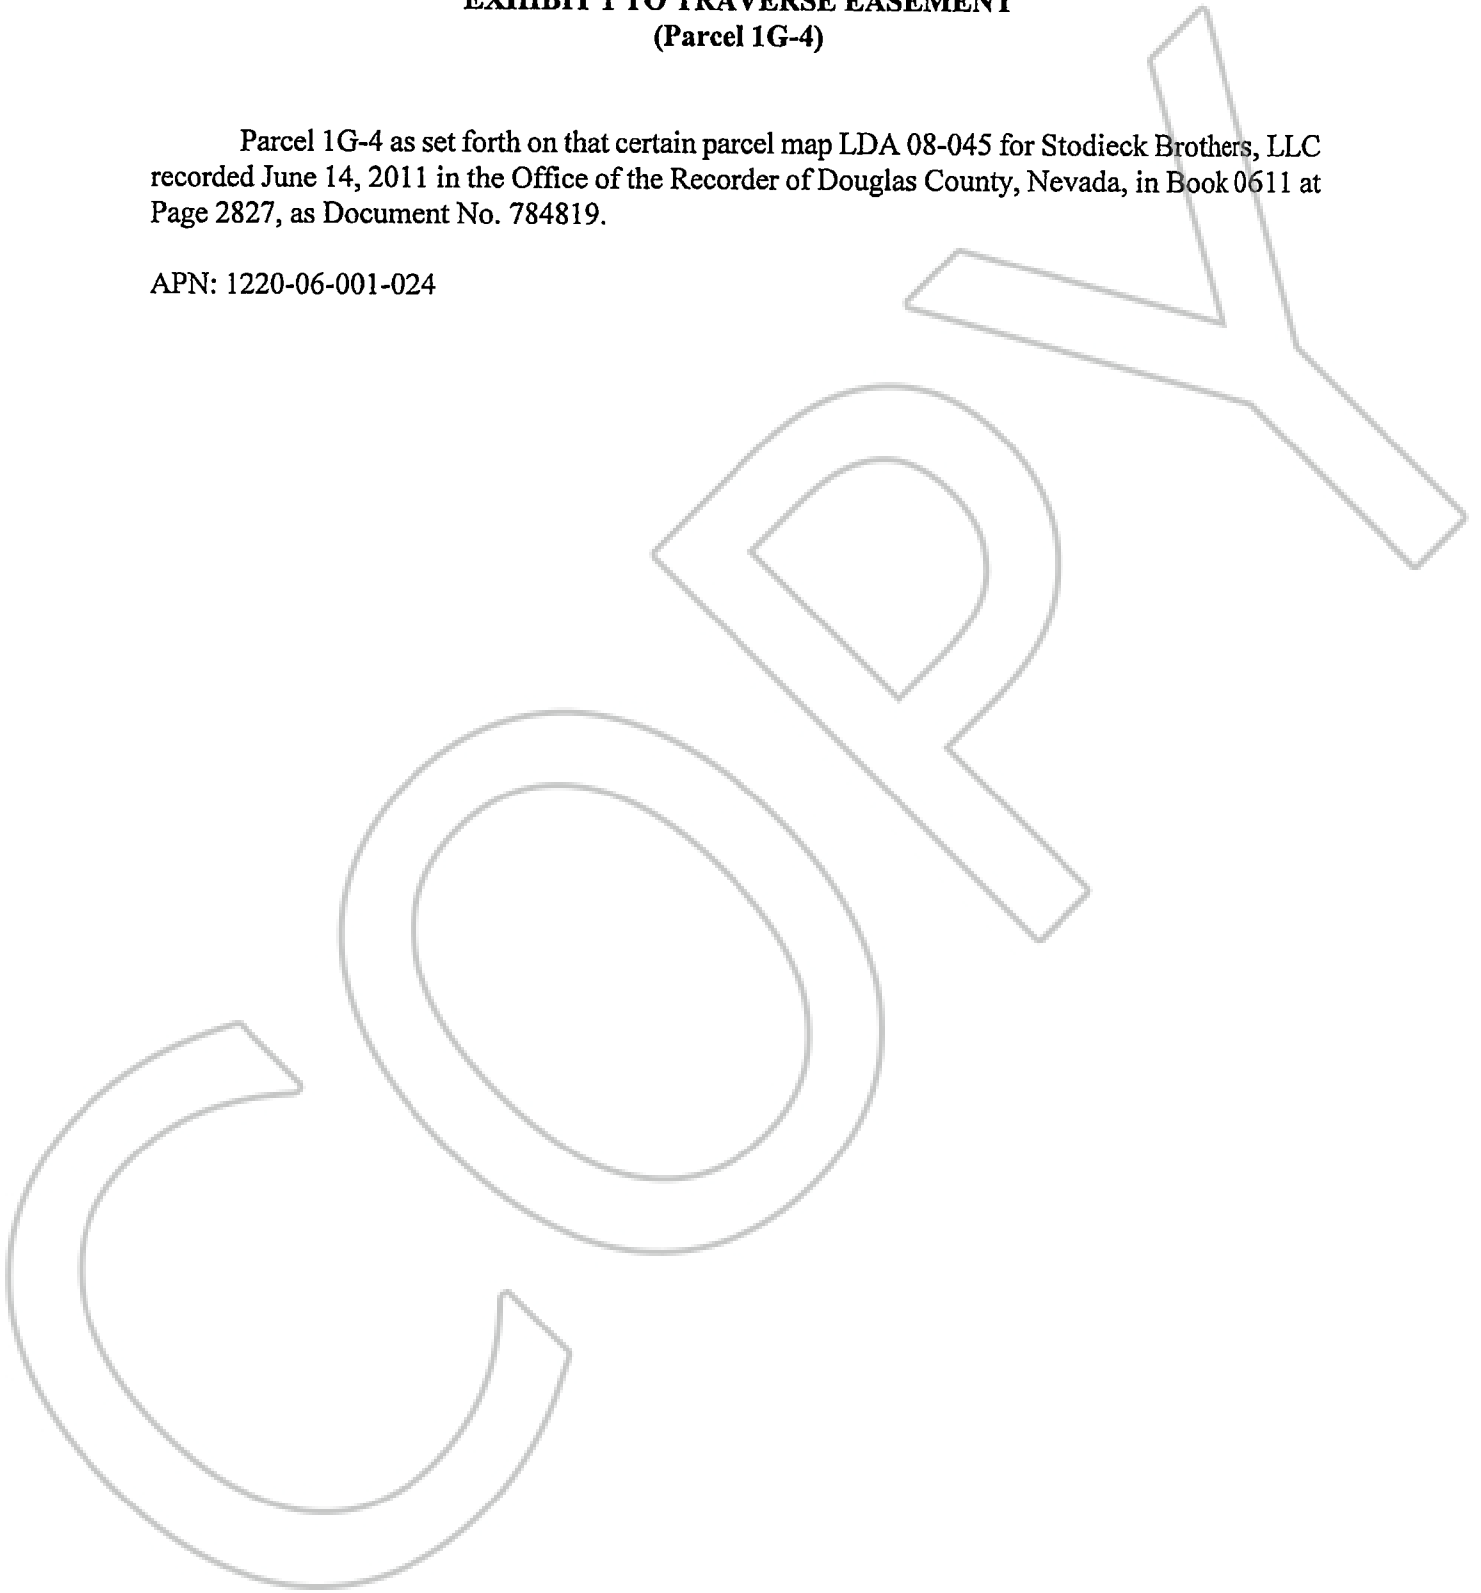 EXHIBIT 1 TO TRAVERSE EASEMENT
(Parcel 1G-4)
Parcel 1G-4 as set forth on that certain parcel map LDA 08-045 for Stodieck Brothers, LLC
recorded June 14, 2011 in the Office of the Recorder of Douglas County, Nevada, in Book 0611 at
Page 2827, as Document No. 784819.
APN: 1220-06-001-024
COPY